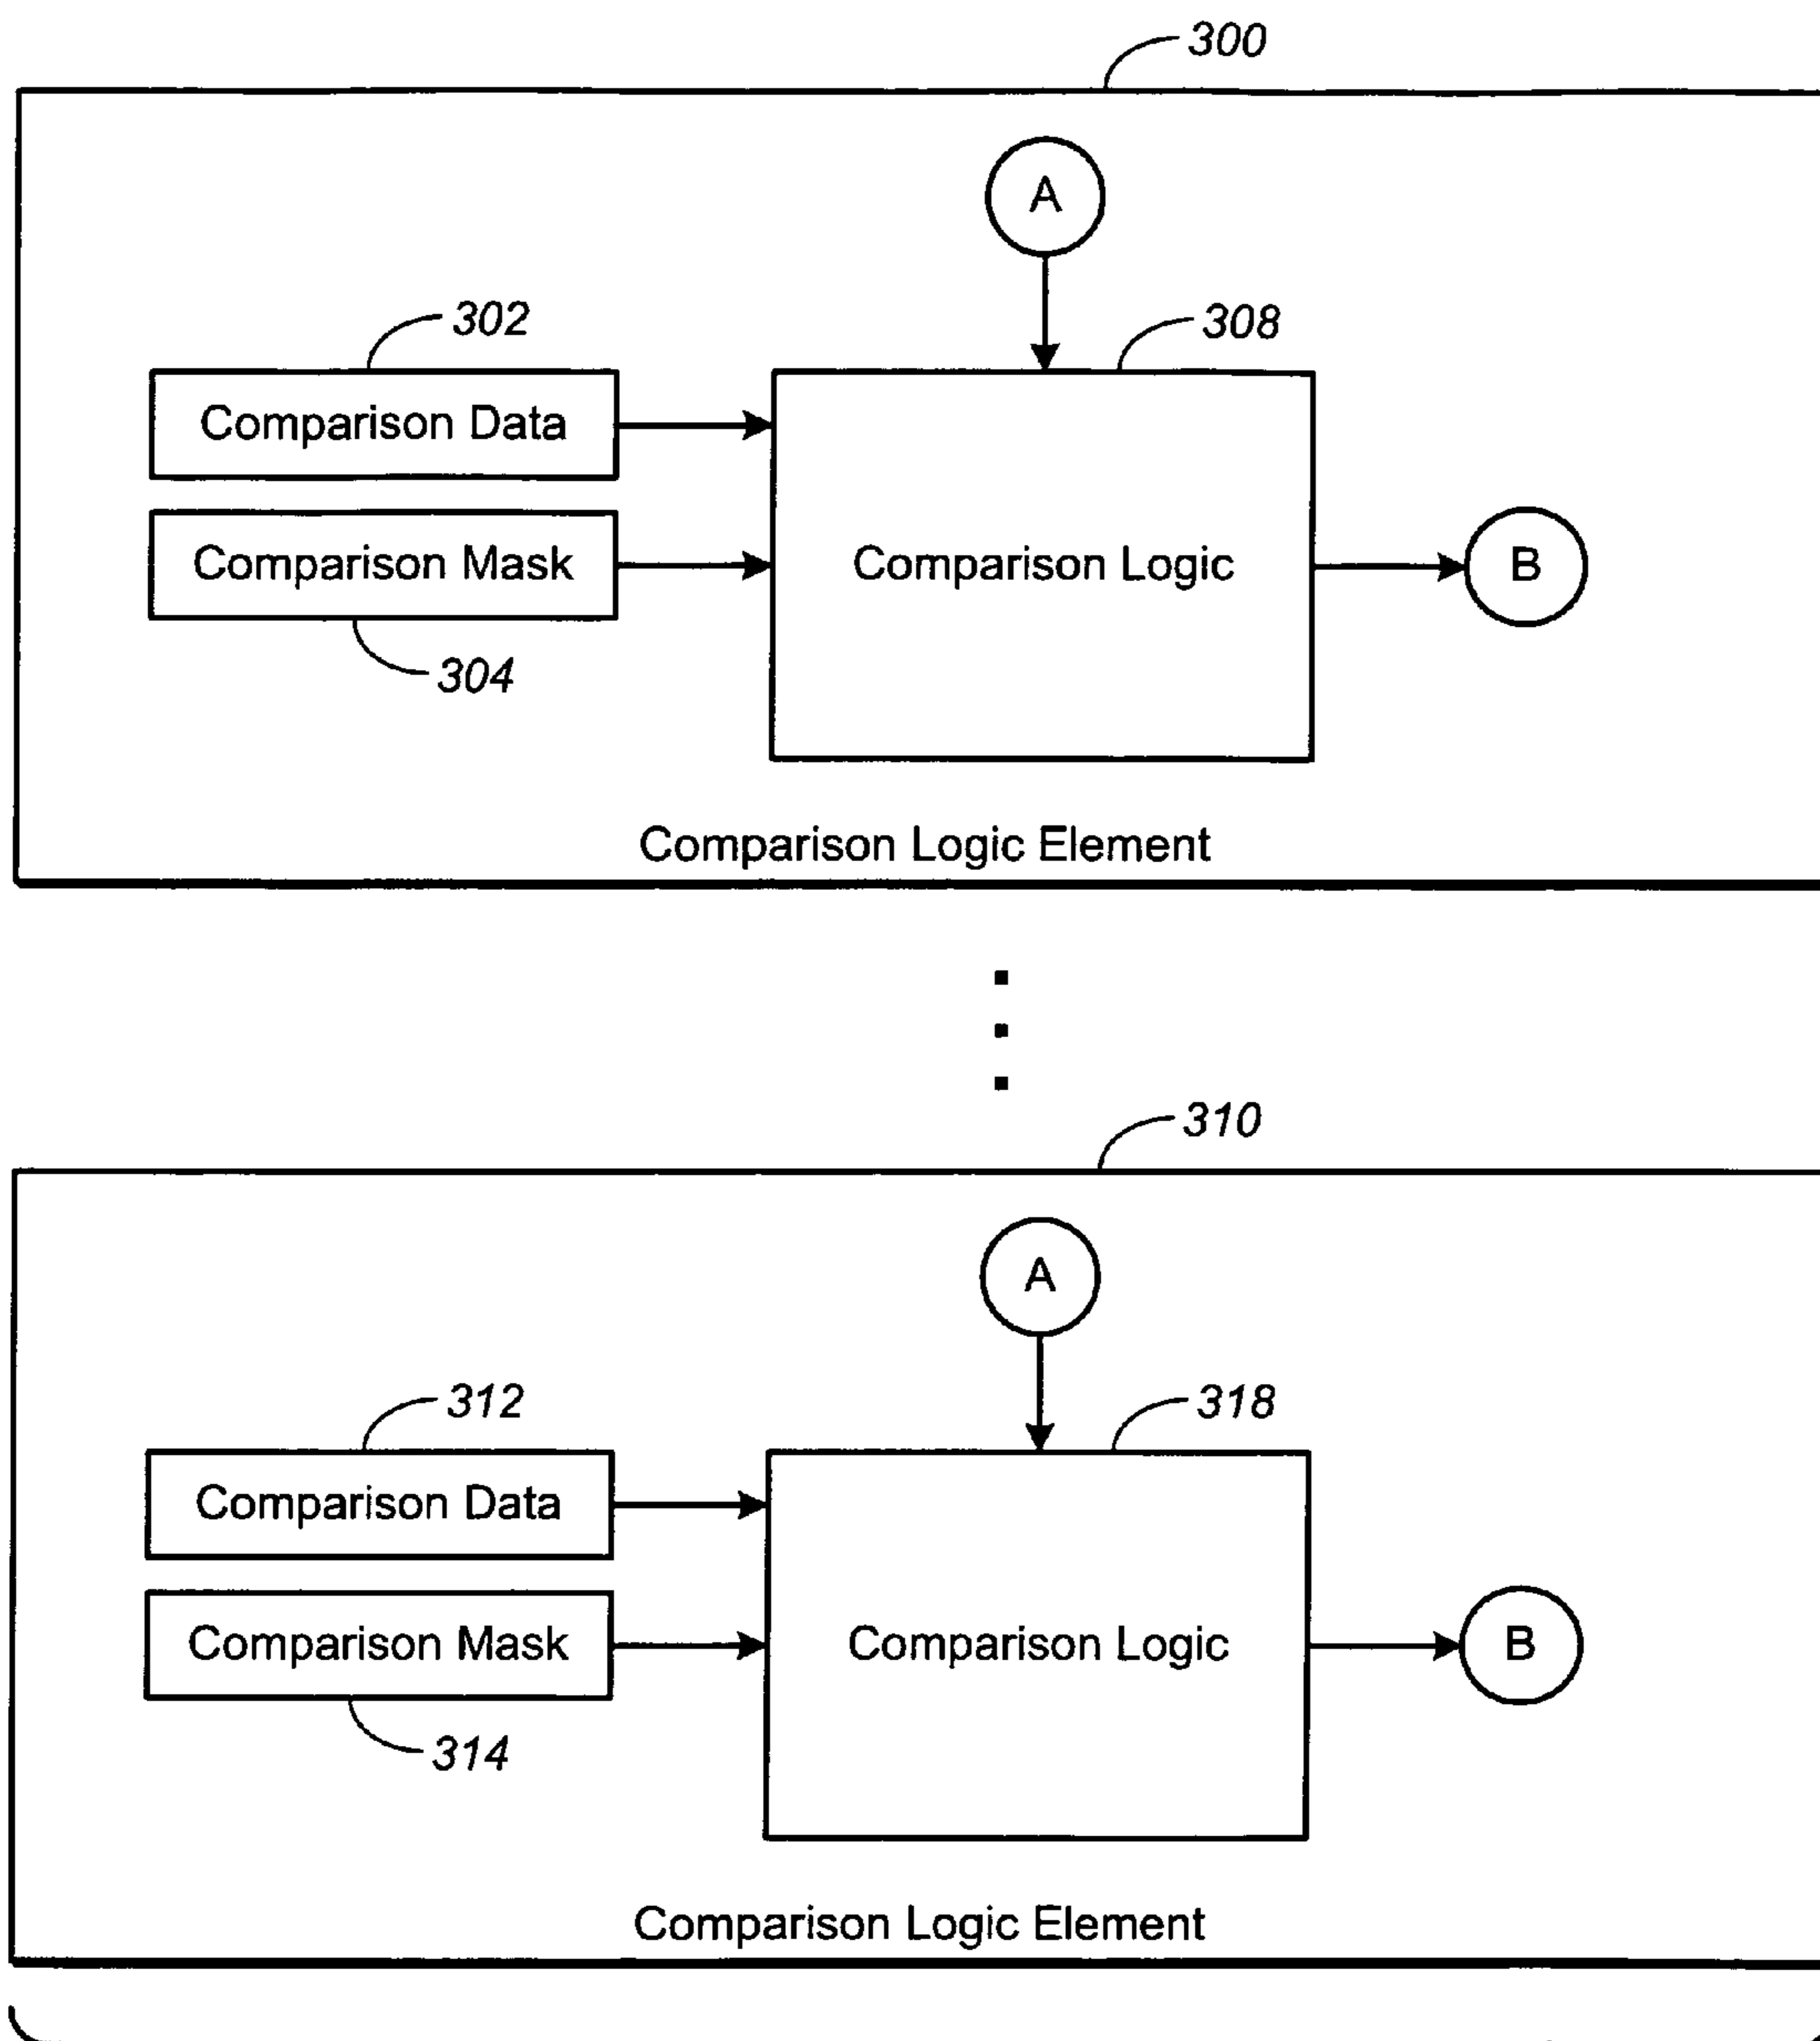 300
A
302
308
Comparison Data
Comparison Mask
Comparison Logic
B
304
Comparison Logic Element
310
A
312
318
Comparison Data
Comparison Mask
Comparison Logic
B
314
Comparison Logic Element